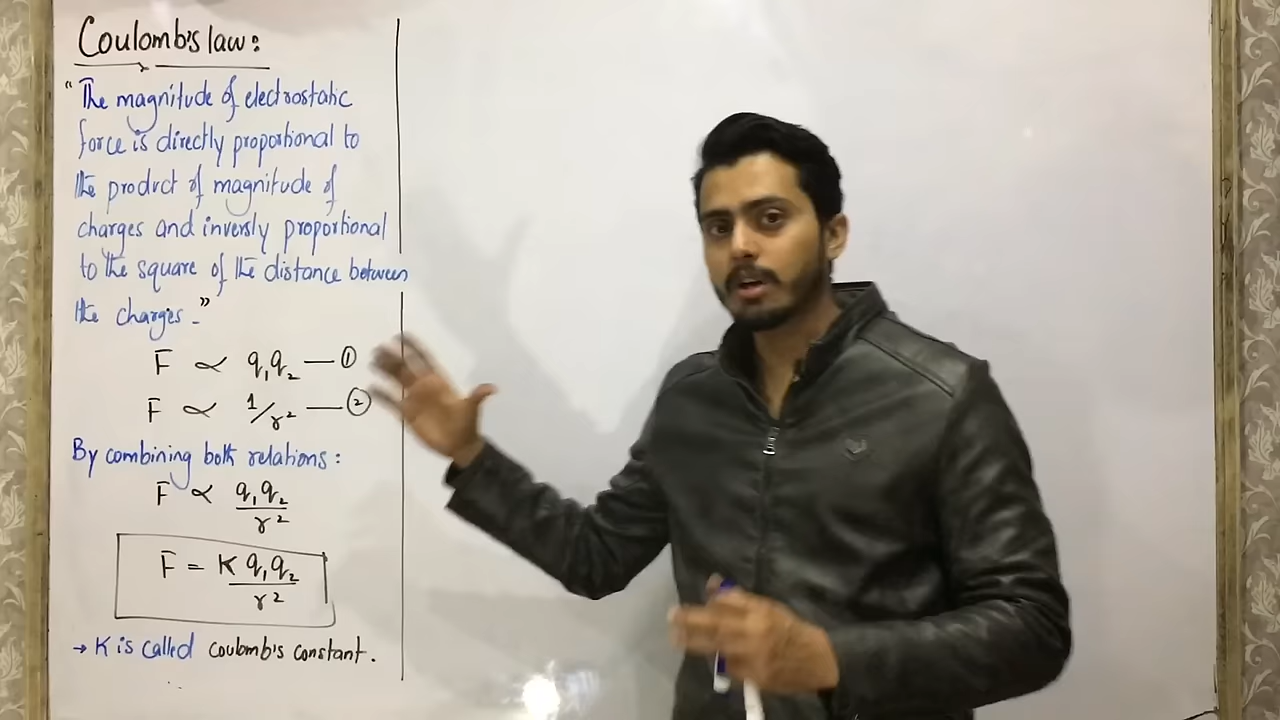 Coulomb's law:
"The magnitude of electrostatic
force is directly proportional to
the product of magnitude of
charges and inversly proportional
to the square of the distance between
the charges."
F ∝ q₁q₂ — ①
F ∝ 1/r² — ②
By combining both relations:
F ∝ q₁q₂/r²
F = K q₁q₂/r²
→ K is called Coulomb's constant.